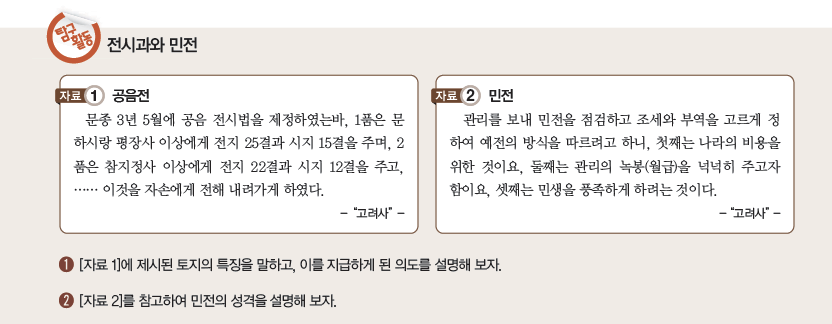 탐구
활동
전시과와 민전
자료 1 공음전
문종 3년 5월에 공음 전시법을 제정하였는바, 1품은 문
하시랑 평장사 이상에게 전지 25결과 시지 15결을 주며, 2
품은 참지정사 이상에게 전지 22결과 시지 12결을 주고,
…… 이것을 자손에게 전해 내려가게 하였다.
– “고려사” –
자료 2 민전
관리를 보내 민전을 점검하고 조세와 부역을 고르게 정
하여 예전의 방식을 따르려고 하니, 첫째는 나라의 비용을
위한 것이요, 둘째는 관리의 녹봉(월급)을 넉넉히 주고자
함이요, 셋째는 민생을 풍족하게 하려는 것이다.
– “고려사” –
1 [자료 1]에 제시된 토지의 특징을 말하고, 이를 지급하게 된 의도를 설명해 보자.
2 [자료 2]를 참고하여 민전의 성격을 설명해 보자.